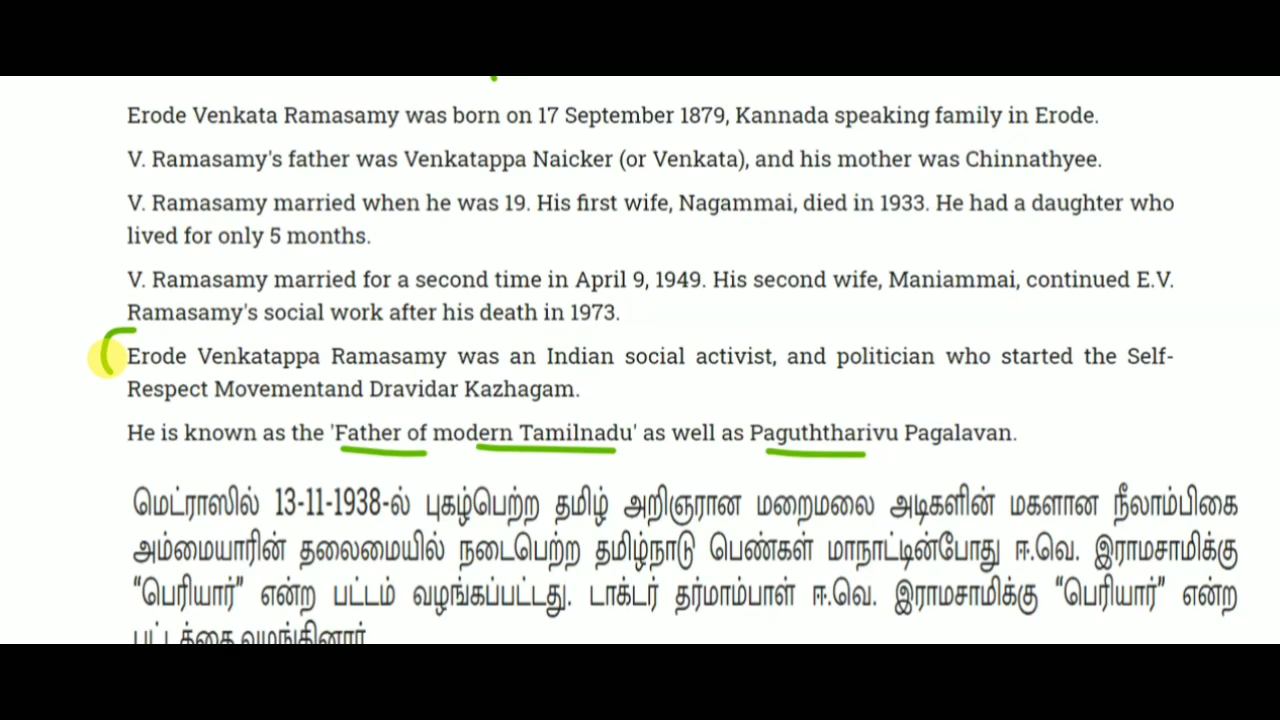 Erode Venkata Ramasamy was born on 17 September 1879, Kannada speaking family in Erode.
V. Ramasamy's father was Venkatappa Naicker (or Venkata), and his mother was Chinnathyee.
V. Ramasamy married when he was 19. His first wife, Nagammai, died in 1933. He had a daughter who
lived for only 5 months.
V. Ramasamy married for a second time in April 9, 1949. His second wife, Maniammai, continued E.V.
Ramasamy's social work after his death in 1973.
Erode Venkatappa Ramasamy was an Indian social activist, and politician who started the Self-
Respect Movementand Dravidar Kazhagam.
He is known as the 'Father of modern Tamilnadu' as well as Paguththarivu Pagalavan.
மெட்ராஸில் 13-11-1938-ல் புகழ்பெற்ற தமிழ் அறிஞரான மறைமலை அடிகளின் மகளான நீலாம்பிகை
அம்மையாரின் தலைமையில் நடைபெற்ற தமிழ்நாடு பெண்கள் மாநாட்டின்போது ஈ.வெ. இராமசாமிக்கு
“பெரியார்” என்ற பட்டம் வழங்கப்பட்டது. டாக்டர் தர்மாம்பாள் ஈ.வெ. இராமசாமிக்கு “பெரியார்” என்ற
பட்டத்தை வழங்கினார்